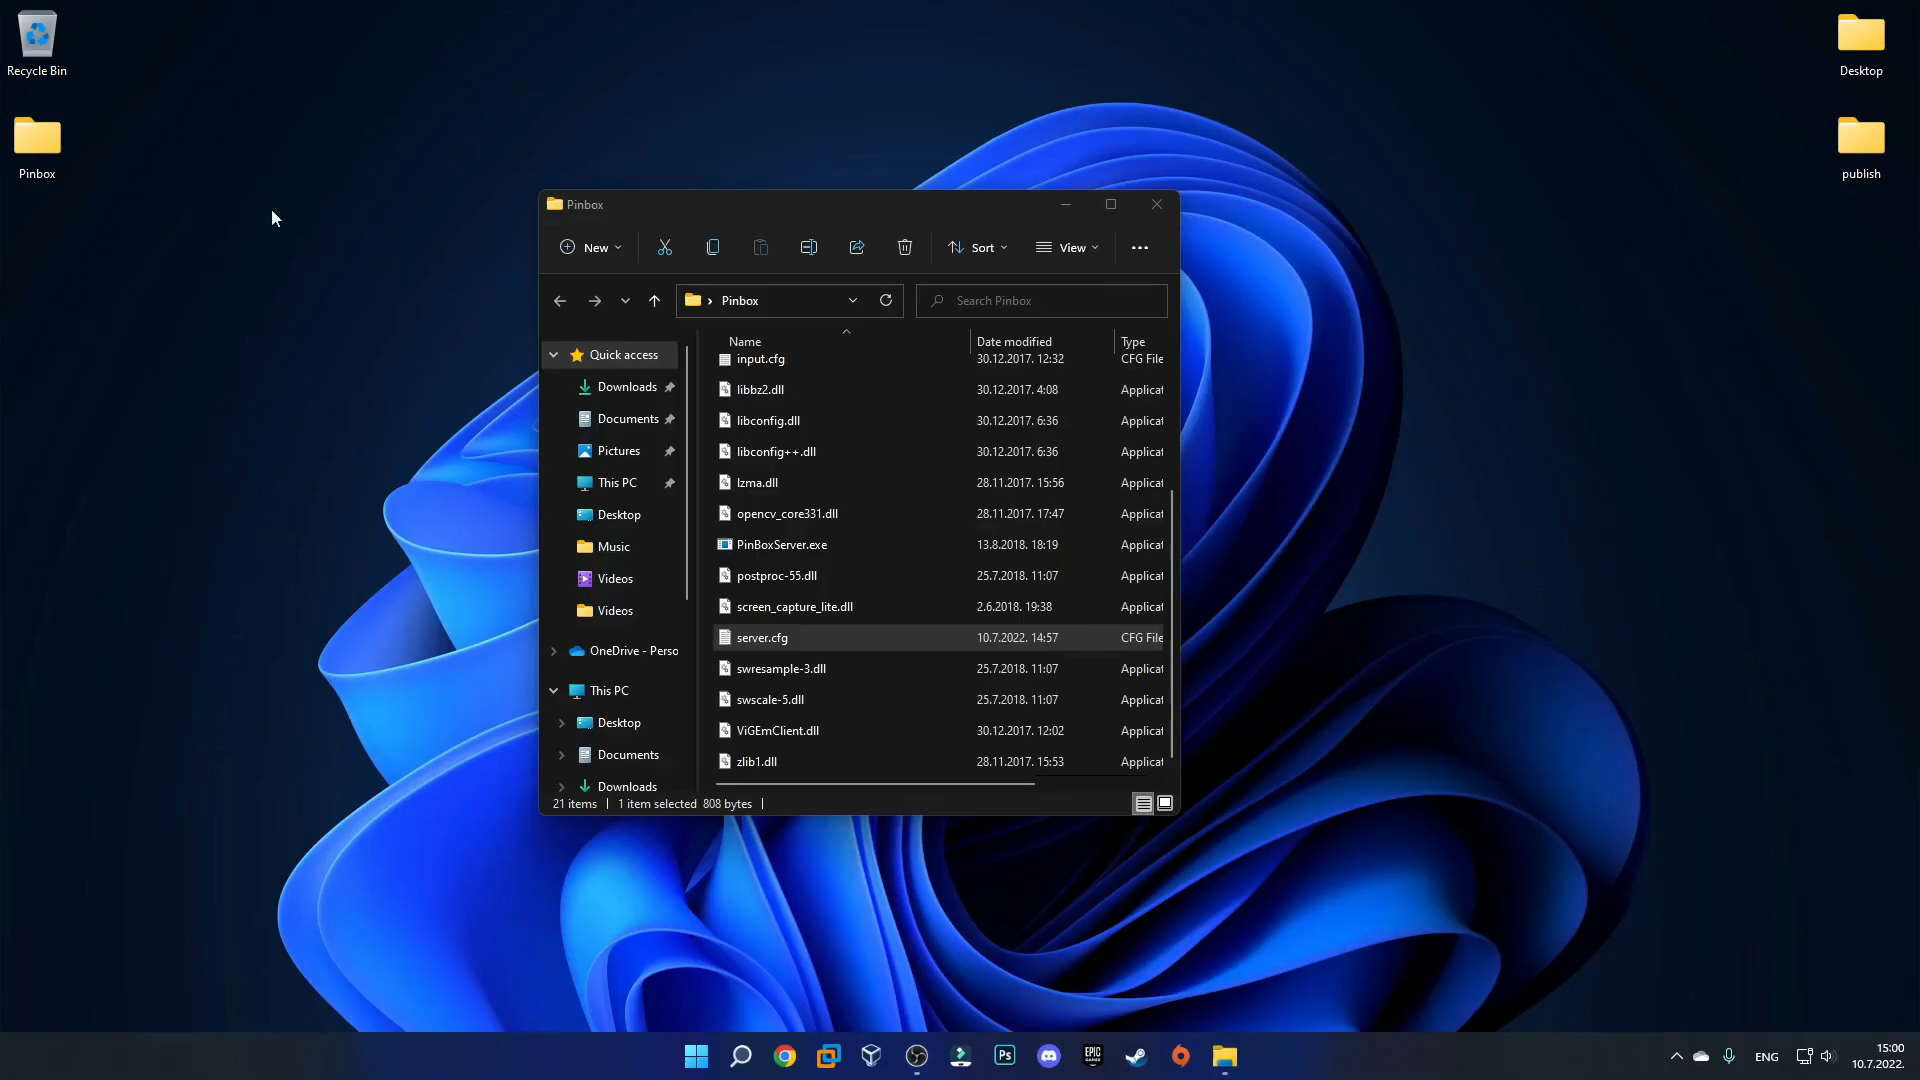 Recycle Bin
Pinbox
Desktop
publish
Pinbox
New
Sort
View
Pinbox
Search Pinbox
Quick access
Downloads
Documents
Pictures
This PC
Desktop
Music
Videos
Videos
OneDrive - Perso
This PC
Desktop
Documents
Downloads
Name Date modified Type
input.cfg 30.12.2017. 12:32 CFG File
libbz2.dll 30.12.2017. 4:08 Applicat
libconfig.dll 30.12.2017. 6:36 Applicat
libconfig++.dll 30.12.2017. 6:36 Applicat
lzma.dll 28.11.2017. 15:56 Applicat
opencv_core331.dll 28.11.2017. 17:47 Applicat
PinBoxServer.exe 13.8.2018. 18:19 Applicat
postproc-55.dll 25.7.2018. 11:07 Applicat
screen_capture_lite.dll 2.6.2018. 19:38 Applicat
server.cfg 10.7.2022. 14:57 CFG File
swresample-3.dll 25.7.2018. 11:07 Applicat
swscale-5.dll 25.7.2018. 11:07 Applicat
ViGEmClient.dll 30.12.2017. 12:02 Applicat
zlib1.dll 28.11.2017. 15:53 Applicat
21 items 1 item selected 808 bytes
Ps
EPIC
GAMES
ENG
15:00
10.7.2022.